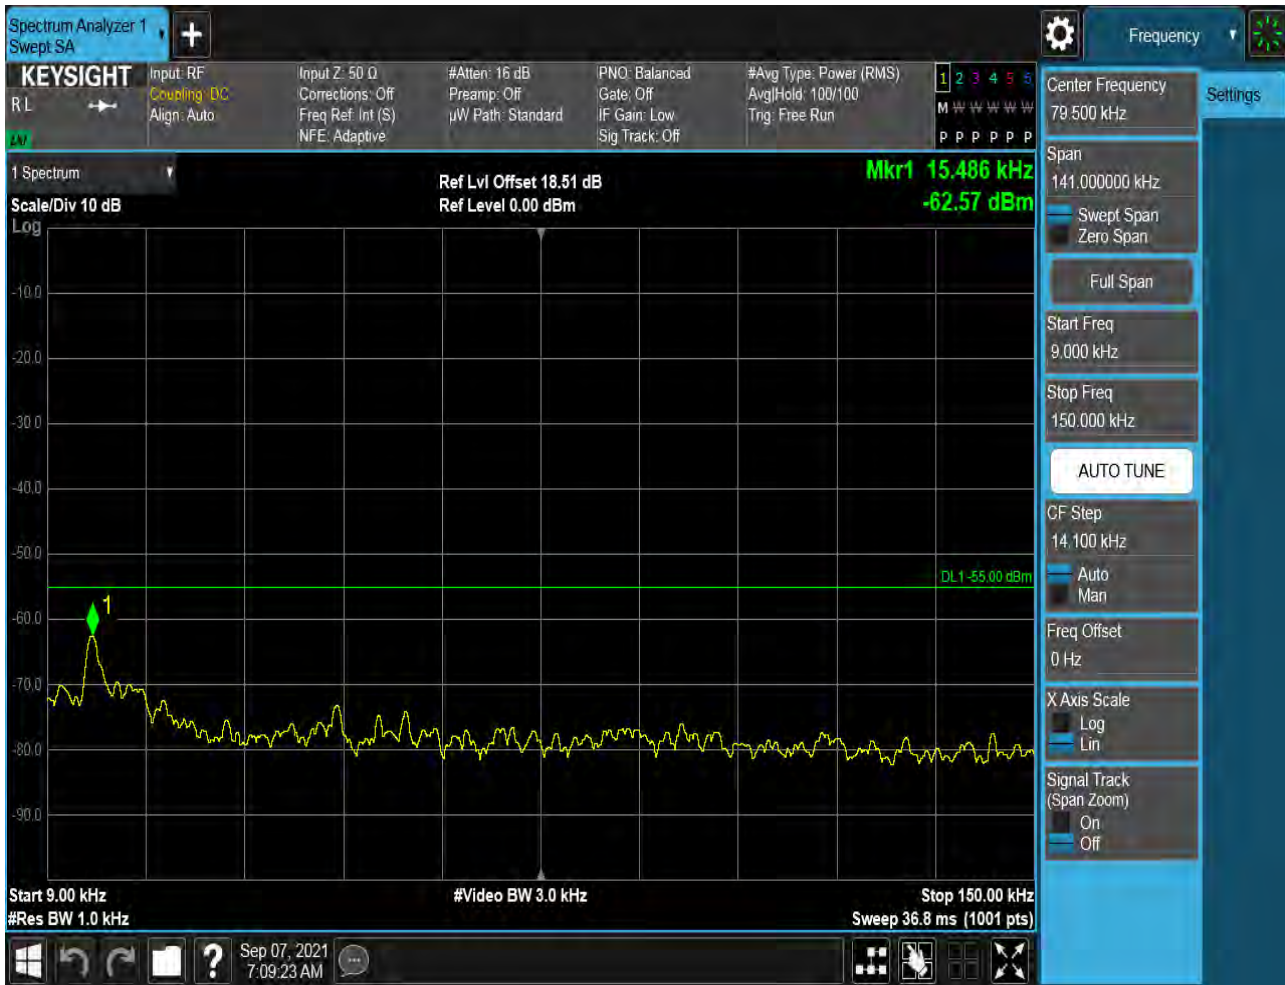 Spectrum Analyzer 1
Swept SA
Frequency
KEYSIGHT
R L
Input: RF
Coupling: DC
Align: Auto
Input Z: 50 Ω
Corrections: Off
Freq Ref: Int (S)
NFE: Adaptive
#Atten: 16 dB
Preamp: Off
µW Path: Standard
PNO: Balanced
Gate: Off
IF Gain: Low
Sig Track: Off
#Avg Type: Power (RMS)
Avg|Hold: 100/100
Trig: Free Run
1 2 3 4 5 6
M W W W W W
P P P P P P
1 Spectrum
Scale/Div 10 dB
Log
Ref Lvl Offset 18.51 dB
Ref Level 0.00 dBm
Mkr1 15.486 kHz
-62.57 dBm
-10.0
-20.0
-30.0
-40.0
-50.0
DL1 -55.00 dBm
1
-60.0
-70.0
-80.0
-90.0
Start 9.00 kHz
#Video BW 3.0 kHz
Stop 150.00 kHz
#Res BW 1.0 kHz
Sweep 36.8 ms (1001 pts)
Sep 07, 2021
7:09:23 AM
Center Frequency
79.500 kHz
Settings
Span
141.000000 kHz
Swept Span
Zero Span
Full Span
Start Freq
9.000 kHz
Stop Freq
150.000 kHz
AUTO TUNE
CF Step
14.100 kHz
Auto
Man
Freq Offset
0 Hz
X Axis Scale
Log
Lin
Signal Track
(Span Zoom)
On
Off